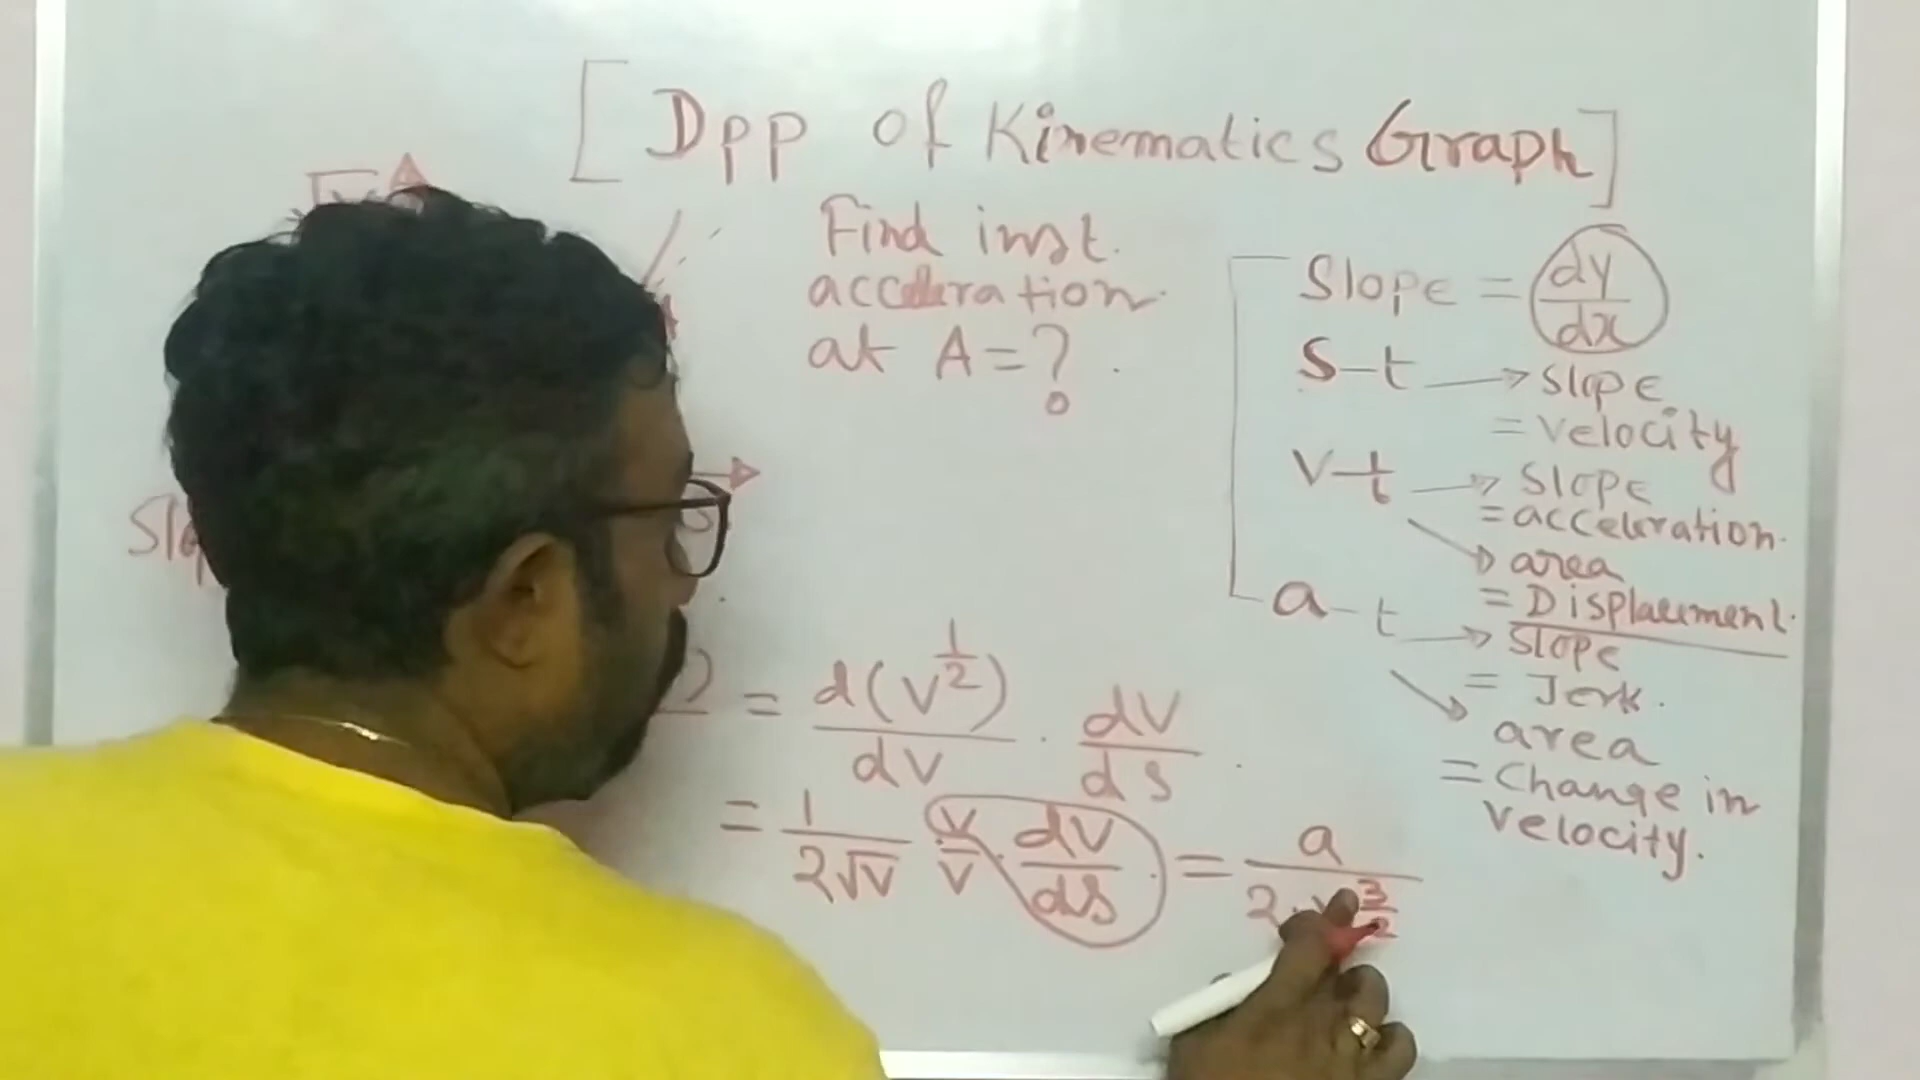 [Dpp of Kinematics Graph]
√v
Find inst.
acceleration
at A = ?
Slope = dy/dx
S-t → slope
= velocity
V-t → slope
= acceleration.
→ area
= Displacement.
a-t → slope
= Jerk.
→ area
= Change in
velocity.
= d(v^1/2)/dv · dv/ds
= 1/2√v v/v · dv/ds = a/2·v^3/2